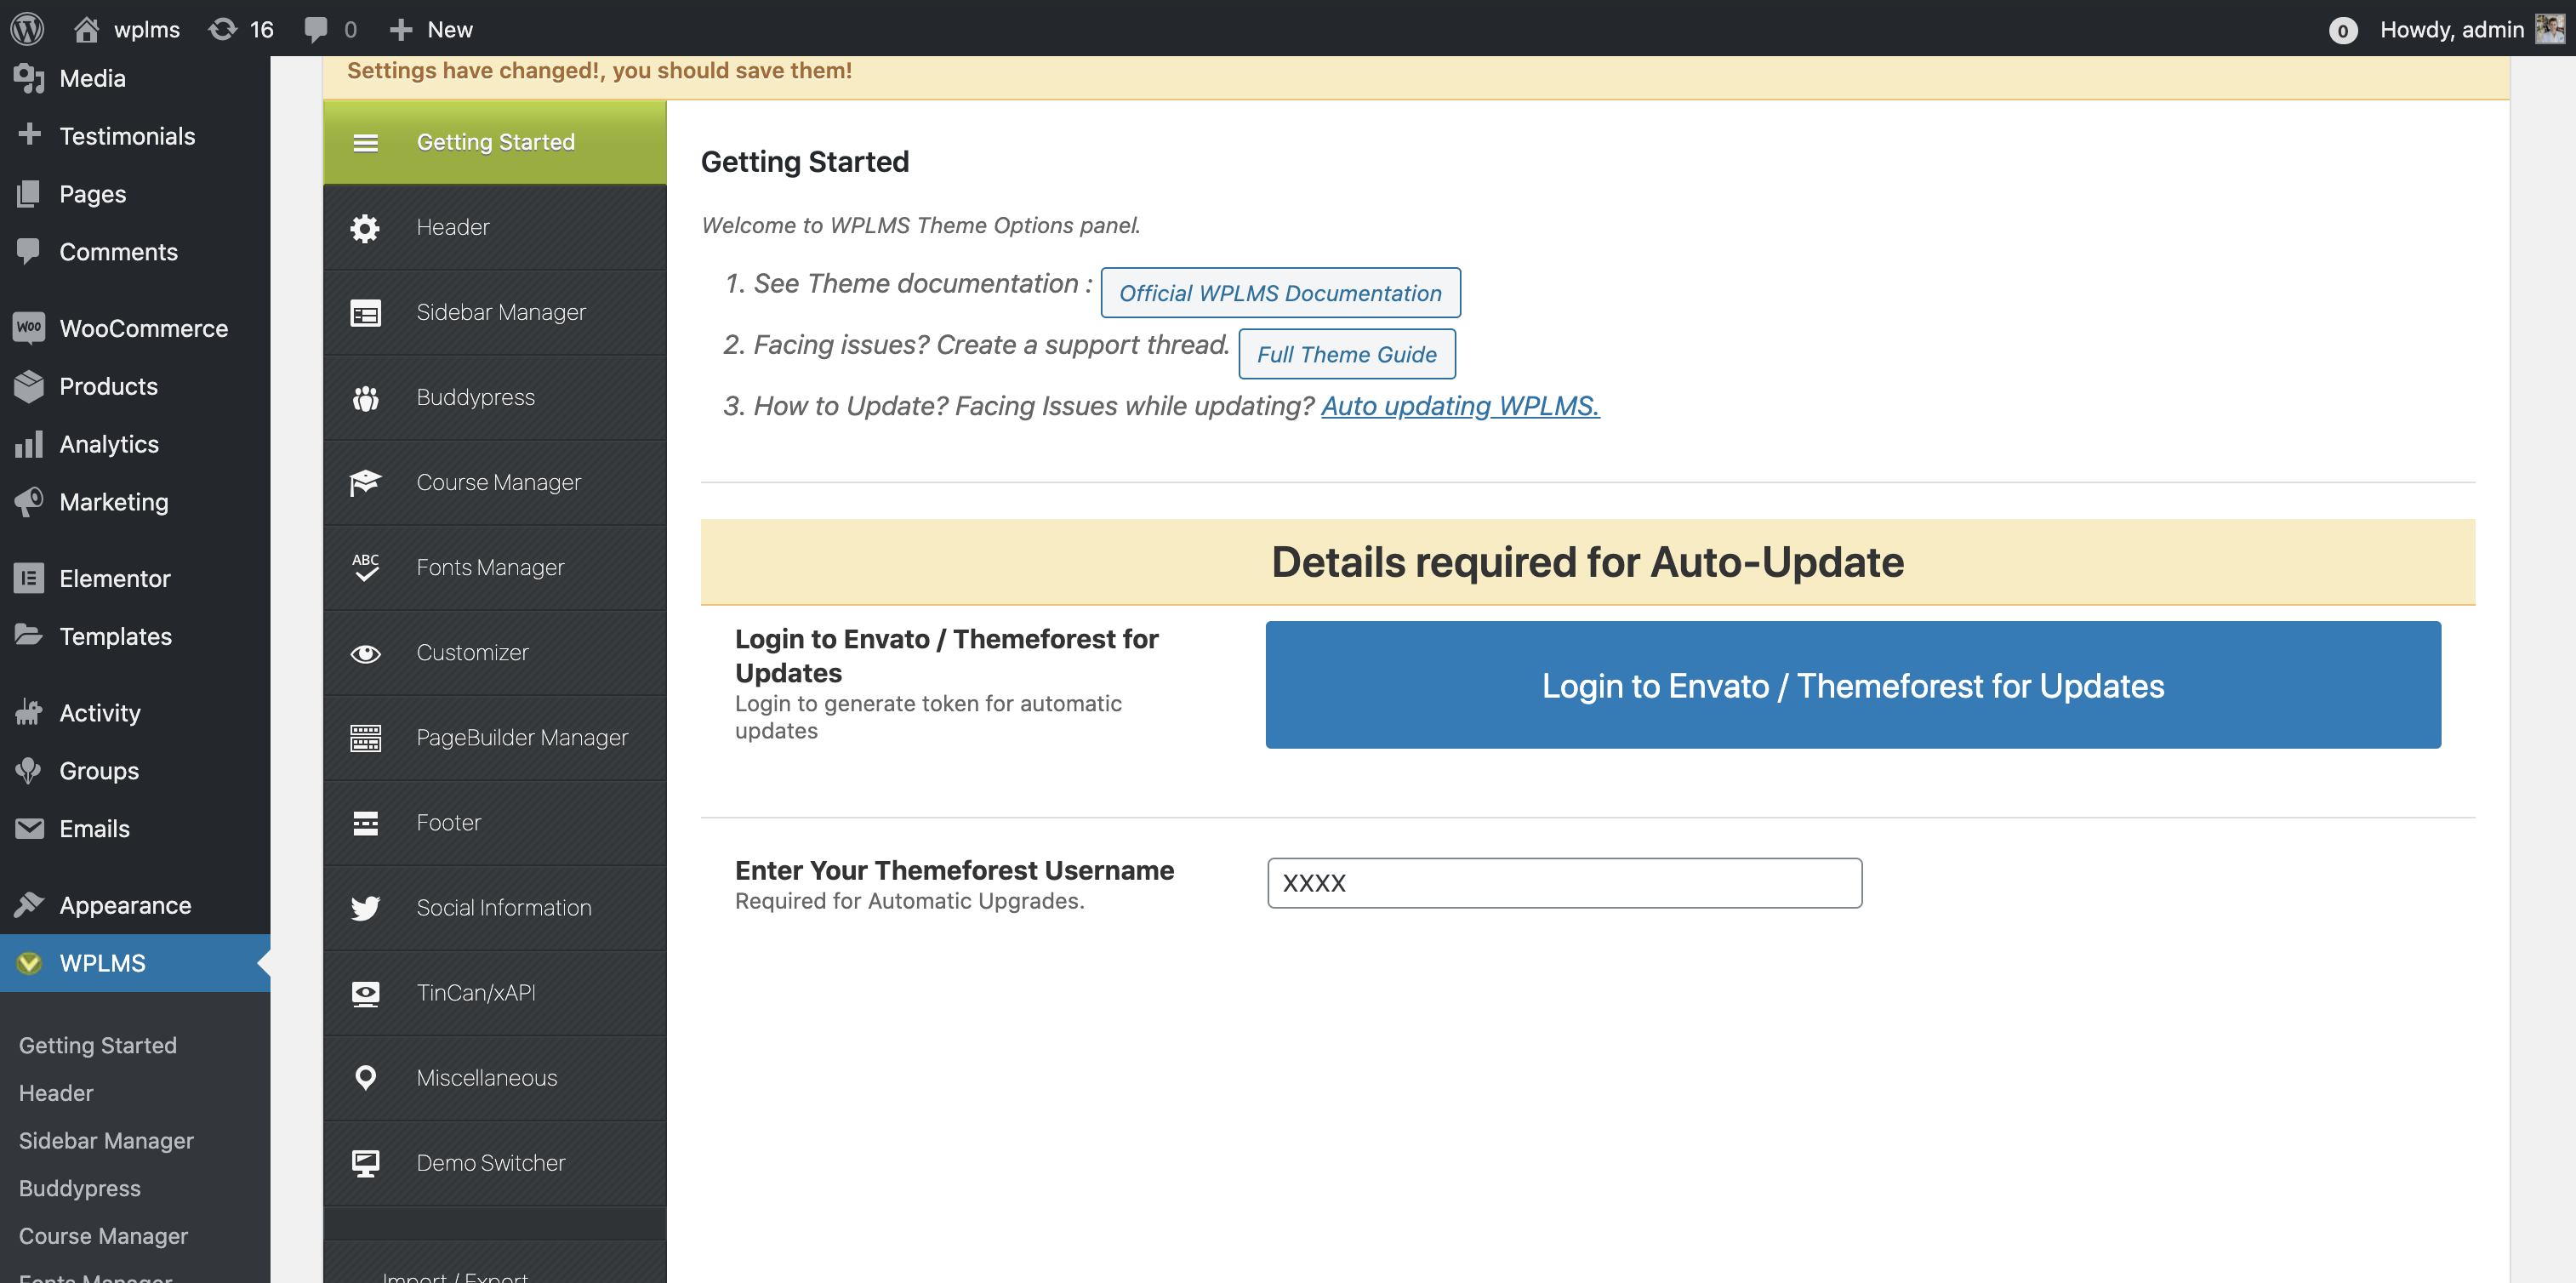 wplms 16 0 New 0 Howdy, admin
Media
Testimonials
Pages
Comments
WOO WooCommerce
Products
Analytics
Marketing
Elementor
Templates
Activity
Groups
Emails
Appearance
WPLMS
Getting Started
Header
Sidebar Manager
Buddypress
Course Manager
Fonts Manager
Settings have changed!, you should save them!
Getting Started
Header
Sidebar Manager
Buddypress
Course Manager
ABC Fonts Manager
Customizer
PageBuilder Manager
Footer
Social Information
TinCan/xAPI
Miscellaneous
Demo Switcher
Import / Export
Getting Started
Welcome to WPLMS Theme Options panel.
1. See Theme documentation : Official WPLMS Documentation
2. Facing issues? Create a support thread. Full Theme Guide
3. How to Update? Facing Issues while updating? Auto updating WPLMS.
Details required for Auto-Update
Login to Envato / Themeforest for
Updates
Login to generate token for automatic
updates
Login to Envato / Themeforest for Updates
Enter Your Themeforest Username
Required for Automatic Upgrades.
XXXX